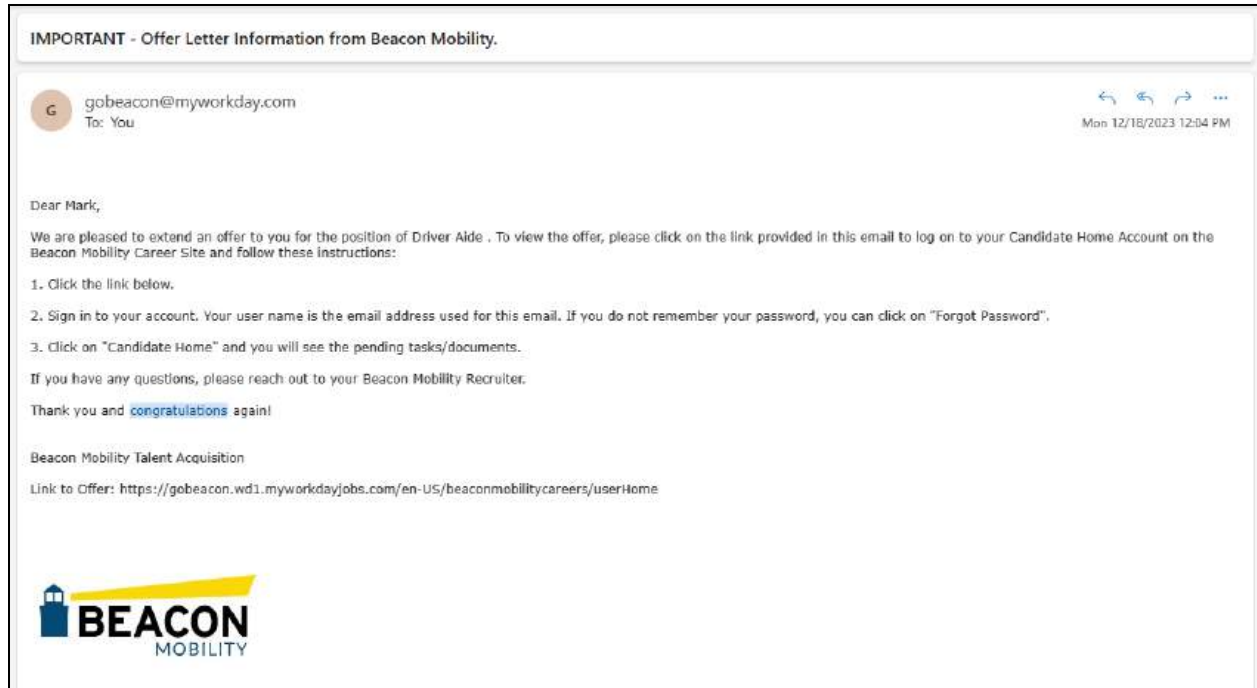 IMPORTANT - Offer Letter Information from Beacon Mobility.
G
gobeacon@myworkday.com
To: You
Mon 12/18/2023 12:04 PM
Dear Mark,
We are pleased to extend an offer to you for the position of Driver Aide . To view the offer, please click on the link provided in this email to log on to your Candidate Home Account on the
Beacon Mobility Career Site and follow these instructions:
1. Click the link below.
2. Sign in to your account. Your user name is the email address used for this email. If you do not remember your password, you can click on "Forgot Password".
3. Click on "Candidate Home" and you will see the pending tasks/documents.
If you have any questions, please reach out to your Beacon Mobility Recruiter.
Thank you and congratulations again!
Beacon Mobility Talent Acquisition
Link to Offer: https://gobeacon.wd1.myworkdayjobs.com/en-US/beaconmobilitycareers/userHome
BEACON
MOBILITY